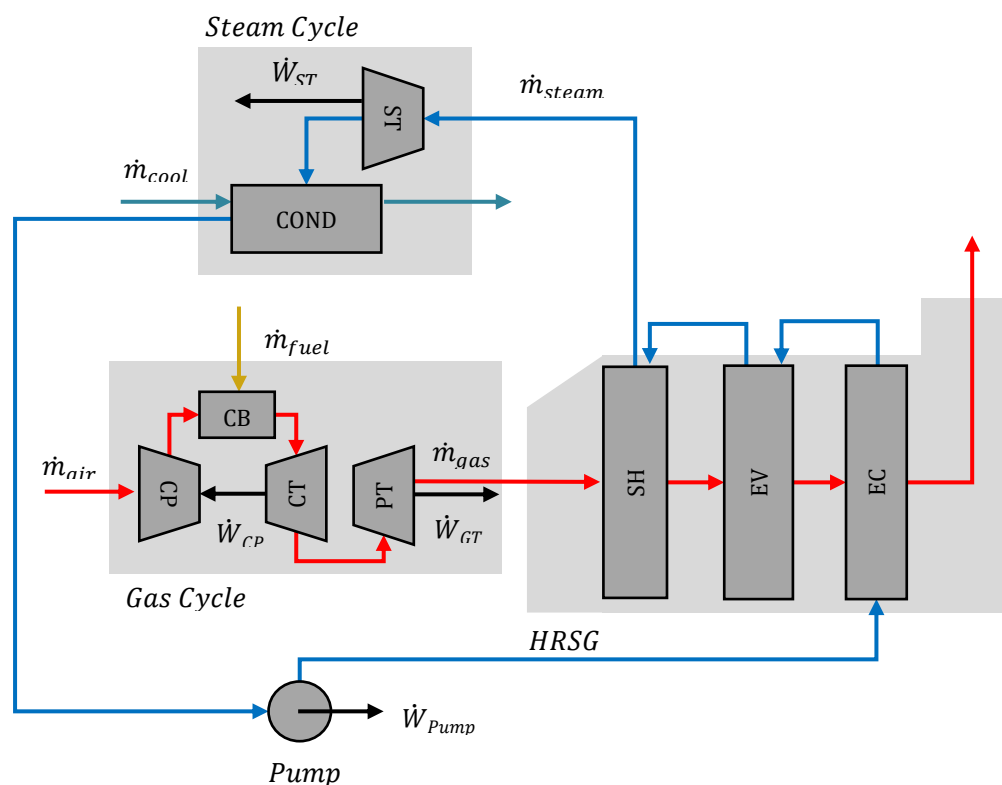 Steam Cycle
Ẇ_ST
ṁ_steam
ST
ṁ_cool
COND
ṁ_fuel
CB
ṁ_air
ṁ_gas
CP
CT
PT
SH
EV
EC
Ẇ_CP
Ẇ_GT
Gas Cycle
HRSG
Ẇ_Pump
Pump